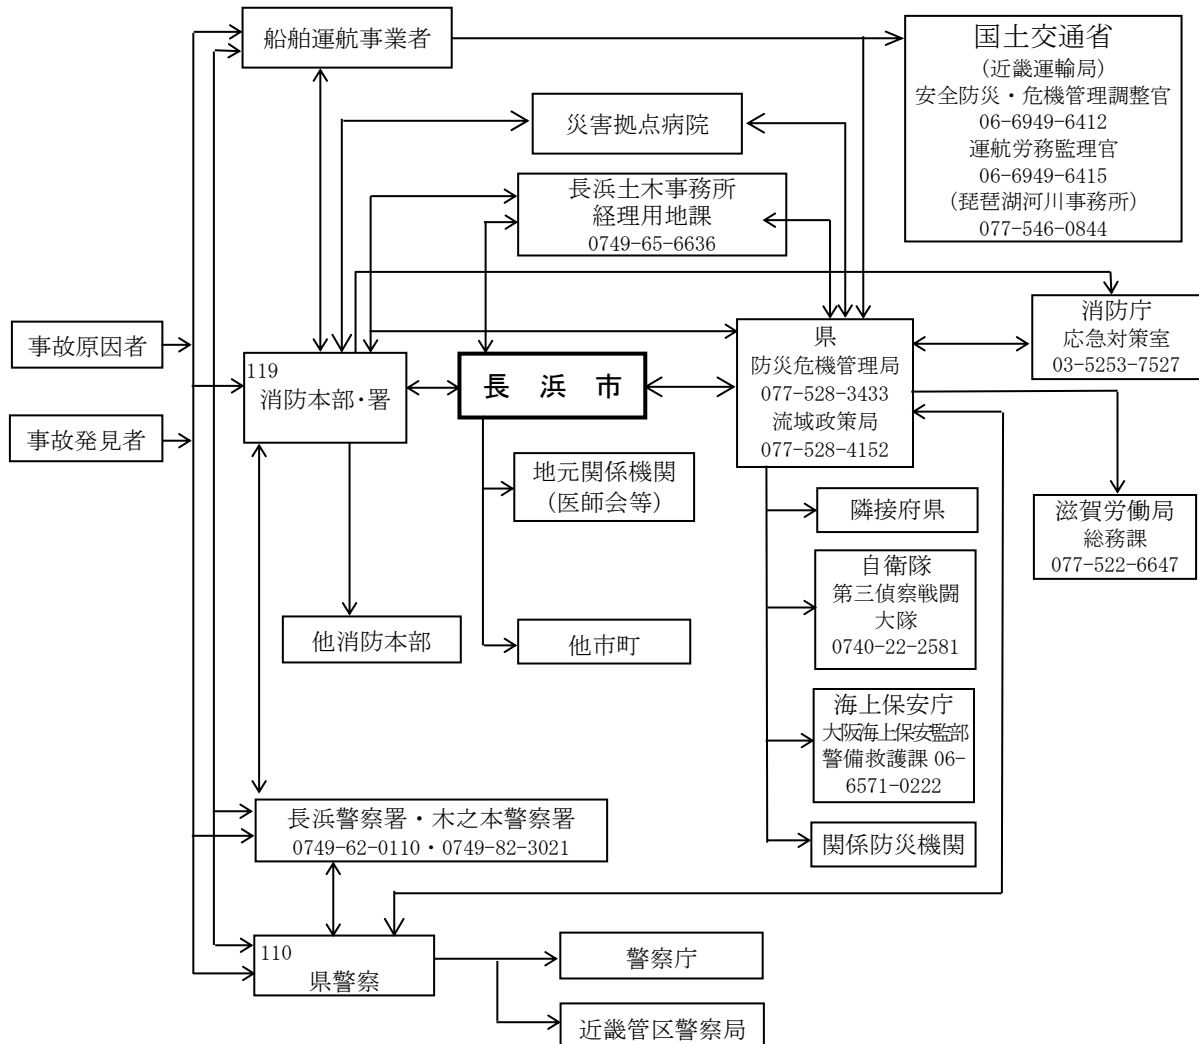 船舶運航事業者
国土交通省
(近畿運輸局)
安全防災・危機管理調整官
06-6949-6412
運航労務監理官
06-6949-6415
(琵琶湖河川事務所)
077-546-0844
災害拠点病院
長浜土木事務所
経理用地課
0749-65-6636
事故原因者
事故発見者
119
消防本部・署
長 浜 市
県
防災危機管理局
077-528-3433
流域政策局
077-528-4152
消防庁
応急対策室
03-5253-7527
地元関係機関
(医師会等)
隣接府県
滋賀労働局
総務課
077-522-6647
自衛隊
第三偵察戦闘
大隊
0740-22-2581
他消防本部
他市町
海上保安庁
大阪海上保安監部
警備救護課 06-
6571-0222
長浜警察署・木之本警察署
0749-62-0110・0749-82-3021
関係防災機関
110
県警察
警察庁
近畿管区警察局